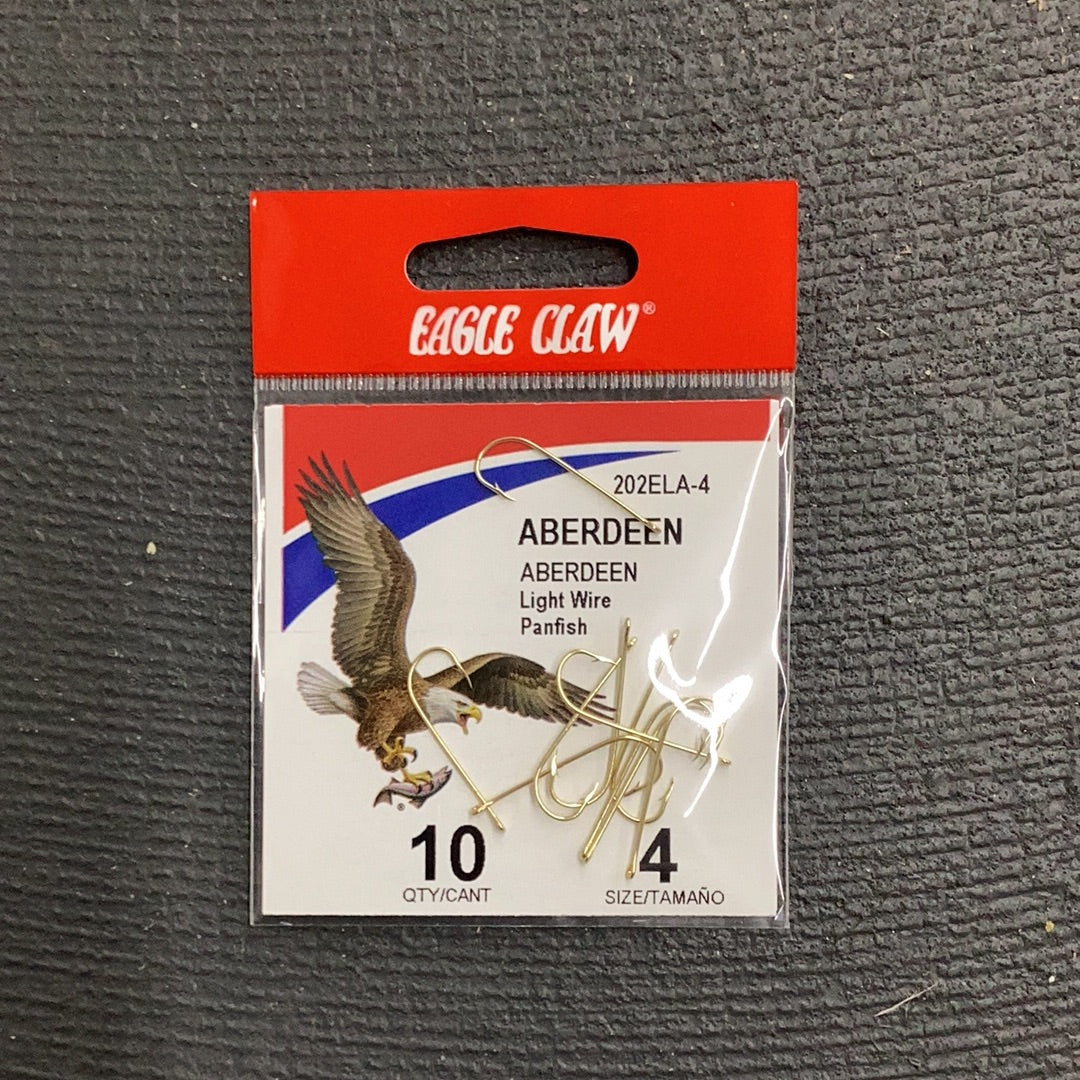 EAGLE CLAW®
202ELA-4
ABERDEEN
ABERDEEN
Light Wire
Panfish
®
10
QTY/CANT
4
SIZE/TAMAÑO